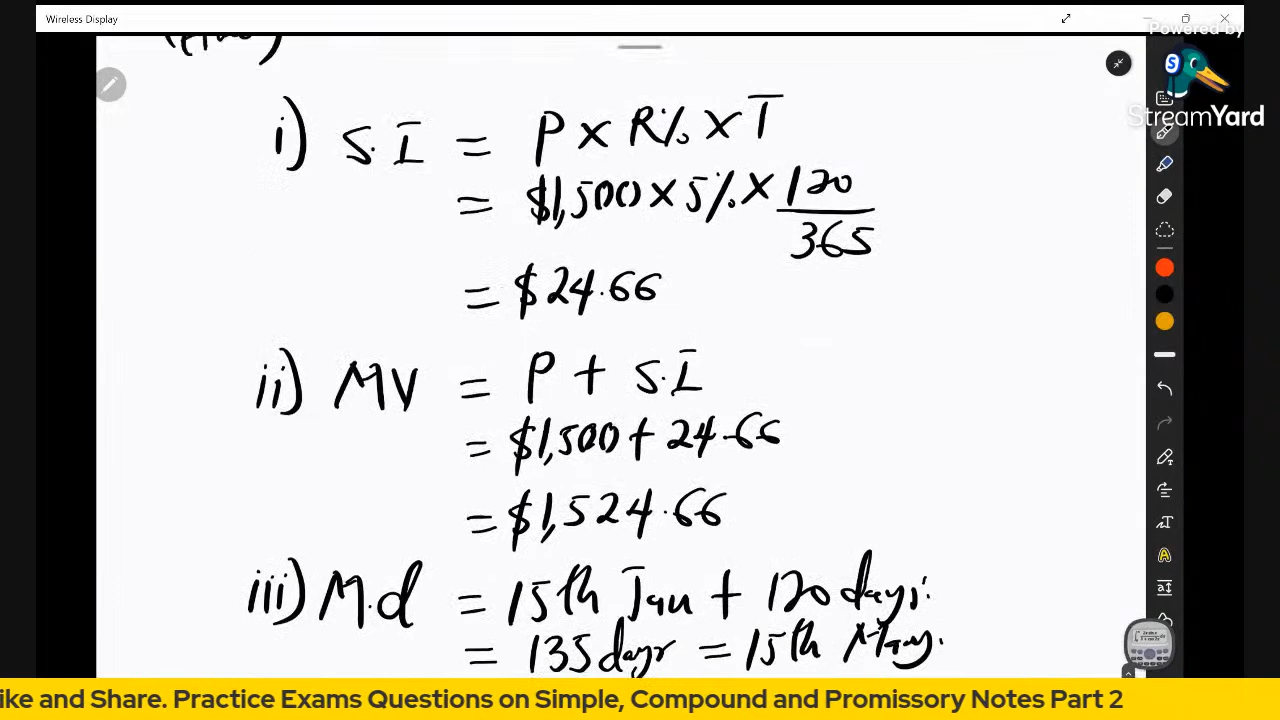 Wireless Display
Powered by
StreamYard
i) S.I = P x R% x T
= $1,500 x 5% x 120
365
= $24.66
ii) MV = P + S.I
= $1,500 + 24.66
= $1,524.66
iii) M.d = 15th Jan + 120 days.
= 135 days = 15th May.
ike and Share. Practice Exams Questions on Simple, Compound and Promissory Notes Part 2